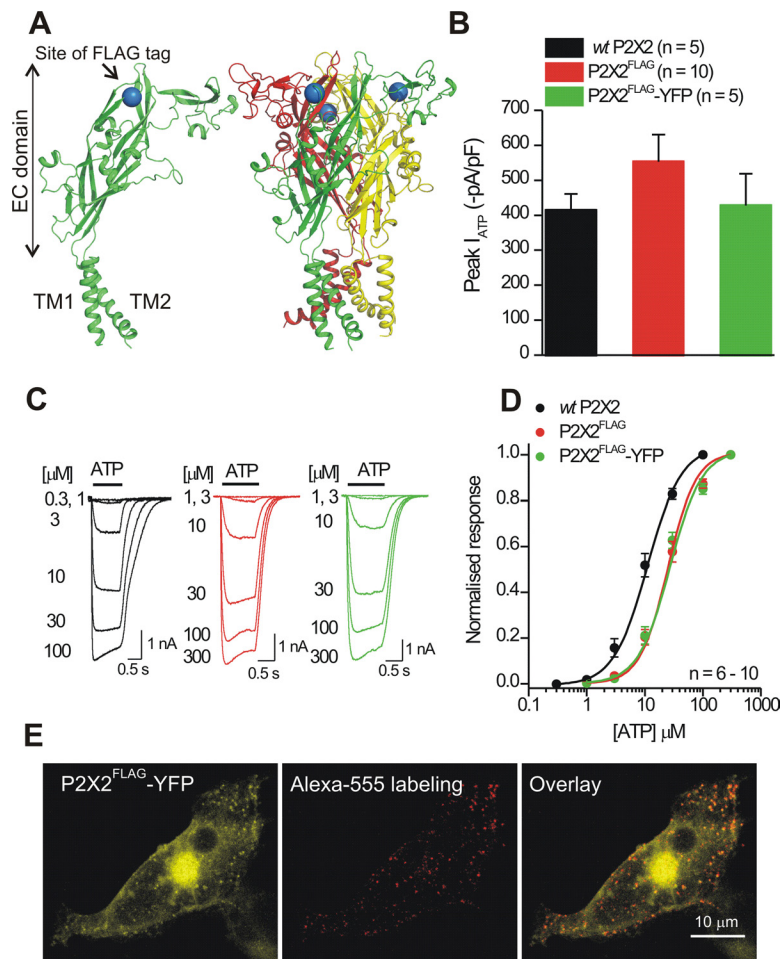 A
Site of FLAG tag
EC domain
TM1
TM2
B
wt P2X2 (n = 5)
P2X2FLAG (n = 10)
P2X2FLAG-YFP (n = 5)
Peak IATP (-pA/pF)
700
600
500
400
300
200
100
0
C
[µM] ATP
0.3, 1
3
10
30
100
1 nA
0.5 s
[µM] ATP
1, 3
10
30
100
300
1 nA
0.5 s
[µM] ATP
1, 3
10
30
100
300
1 nA
0.5 s
D
wt P2X2
P2X2FLAG
P2X2FLAG-YFP
Normalised response
1.0
0.8
0.6
0.4
0.2
0.0
n = 6 - 10
0.1 1 10 100 1000
[ATP] µM
E
P2X2FLAG-YFP
Alexa-555 labeling
Overlay
10 µm